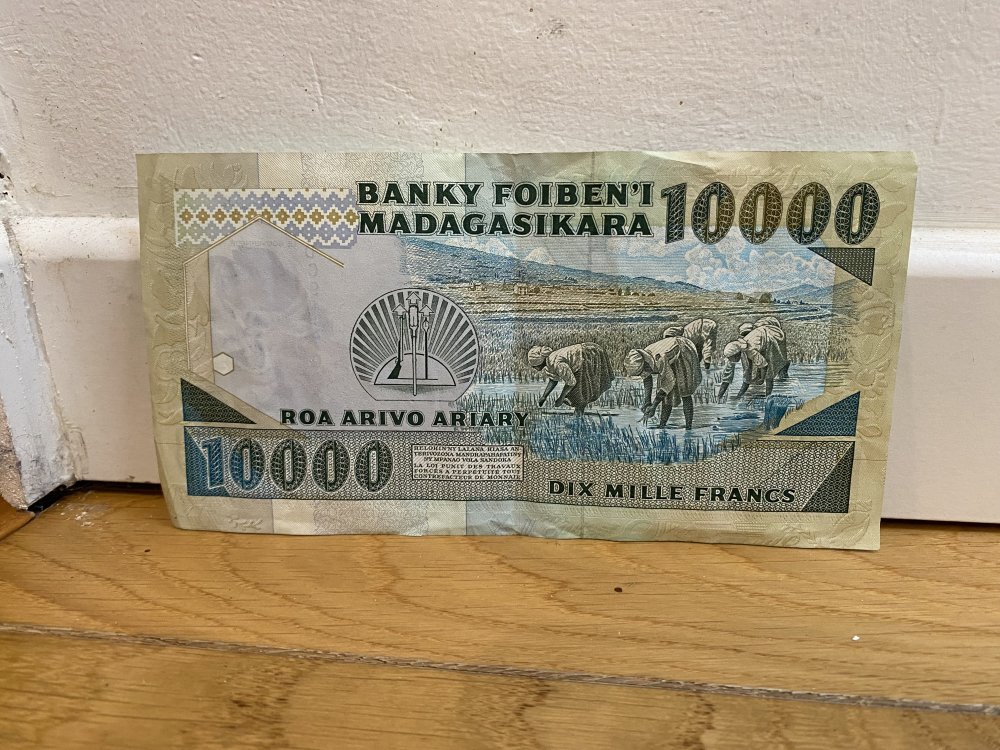 BANKY FOIBEN'I
MADAGASIKARA
10000
ROA ARIVO ARIARY
10000
LA LOI PUNIT DES TRAVAUX
FORCÉS A PERPÉTUITÉ TOUT
CONTREFACTEUR DE MONNAIE
DIX MILLE FRANCS